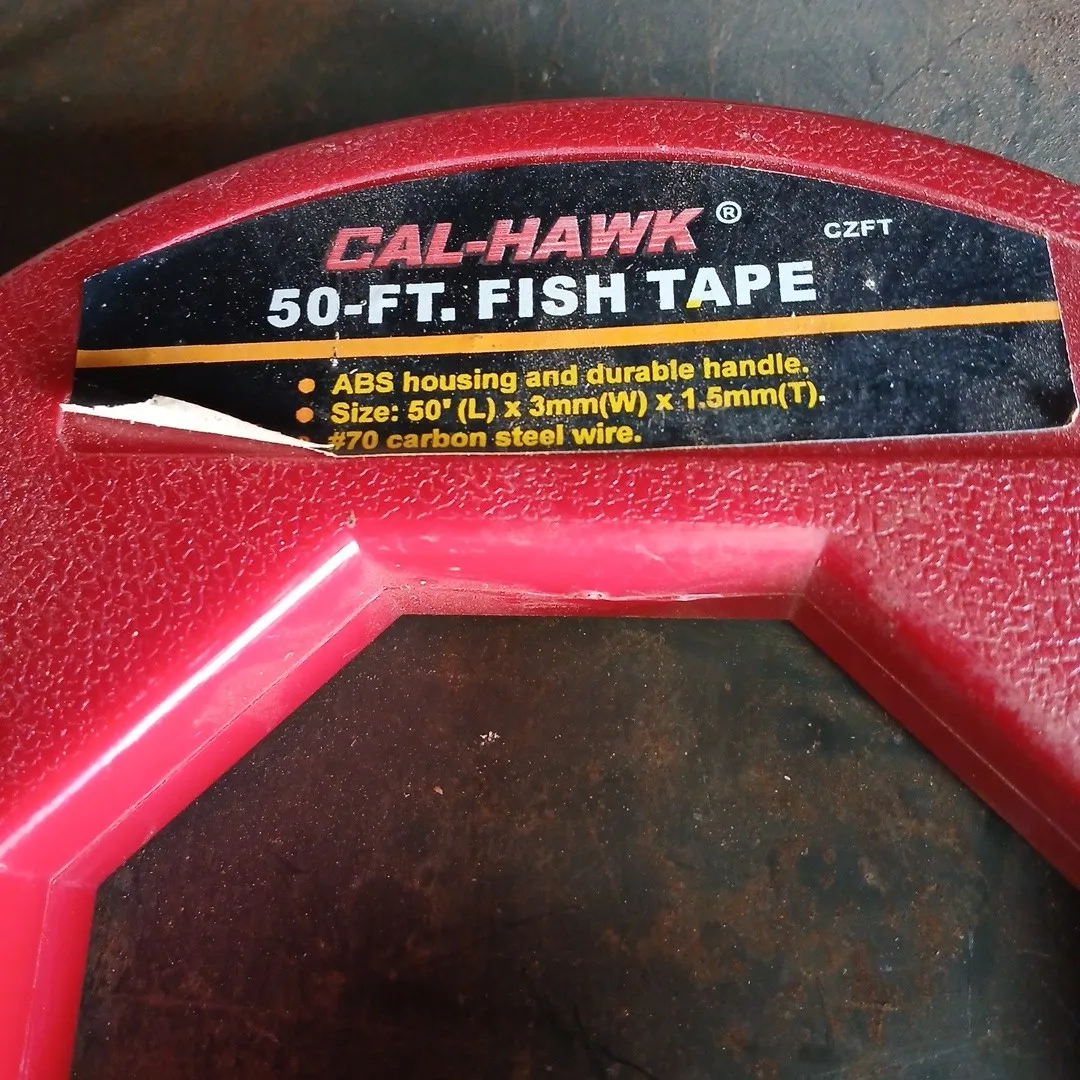 CAL-HAWK® CZFT
50-FT. FISH TAPE
• ABS housing and durable handle.
• Size: 50' (L) x 3mm(W) x 1.5mm(T).
• #70 carbon steel wire.